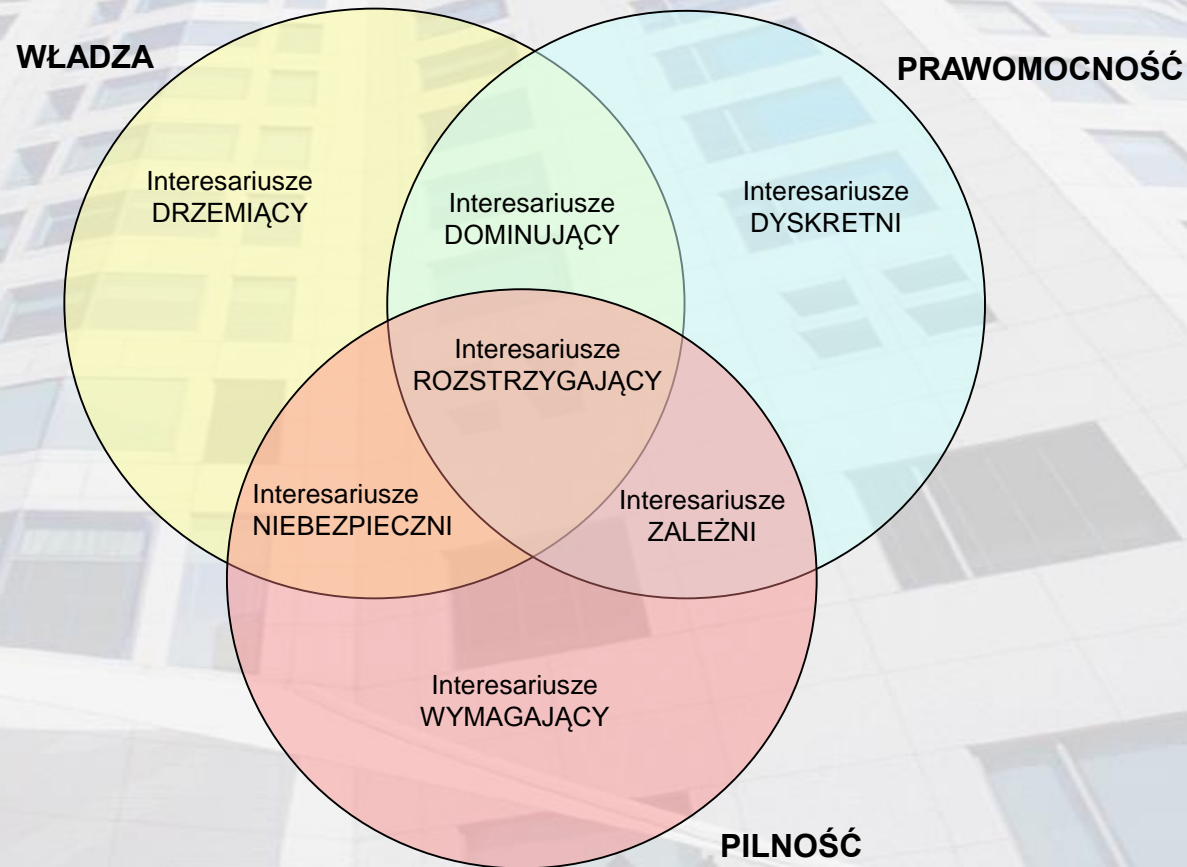 WŁADZA
PRAWOMOCNOŚĆ
Interesariusze
DRZEMIĄCY
Interesariusze
DOMINUJĄCY
Interesariusze
DYSKRETNI
Interesariusze
ROZSTRZYGAJĄCY
Interesariusze
NIEBEZPIECZNI
Interesariusze
ZALEŻNI
Interesariusze
WYMAGAJĄCY
PILNOŚĆ